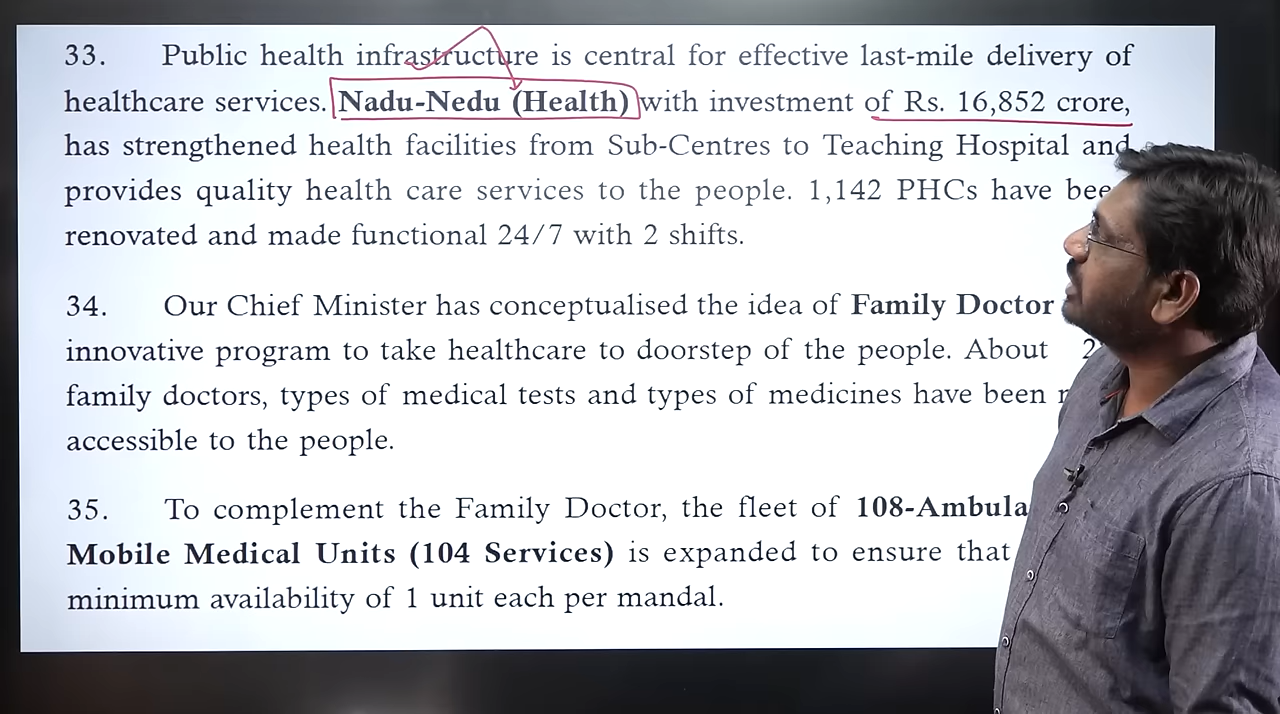 33. Public health infrastructure is central for effective last-mile delivery of
healthcare services. Nadu-Nedu (Health) with investment of Rs. 16,852 crore,
has strengthened health facilities from Sub-Centres to Teaching Hospital and
provides quality health care services to the people. 1,142 PHCs have
renovated and made functional 24/7 with 2 shifts.
34. Our Chief Minister has conceptualised the idea of Family Doctor
innovative program to take healthcare to doorstep of the people. About
family doctors, types of medical tests and types of medicines have been
accessible to the people.
35. To complement the Family Doctor, the fleet of
Mobile Medical Units (104 Services) is expanded to ensure that
minimum availability of 1 unit each per mandal.